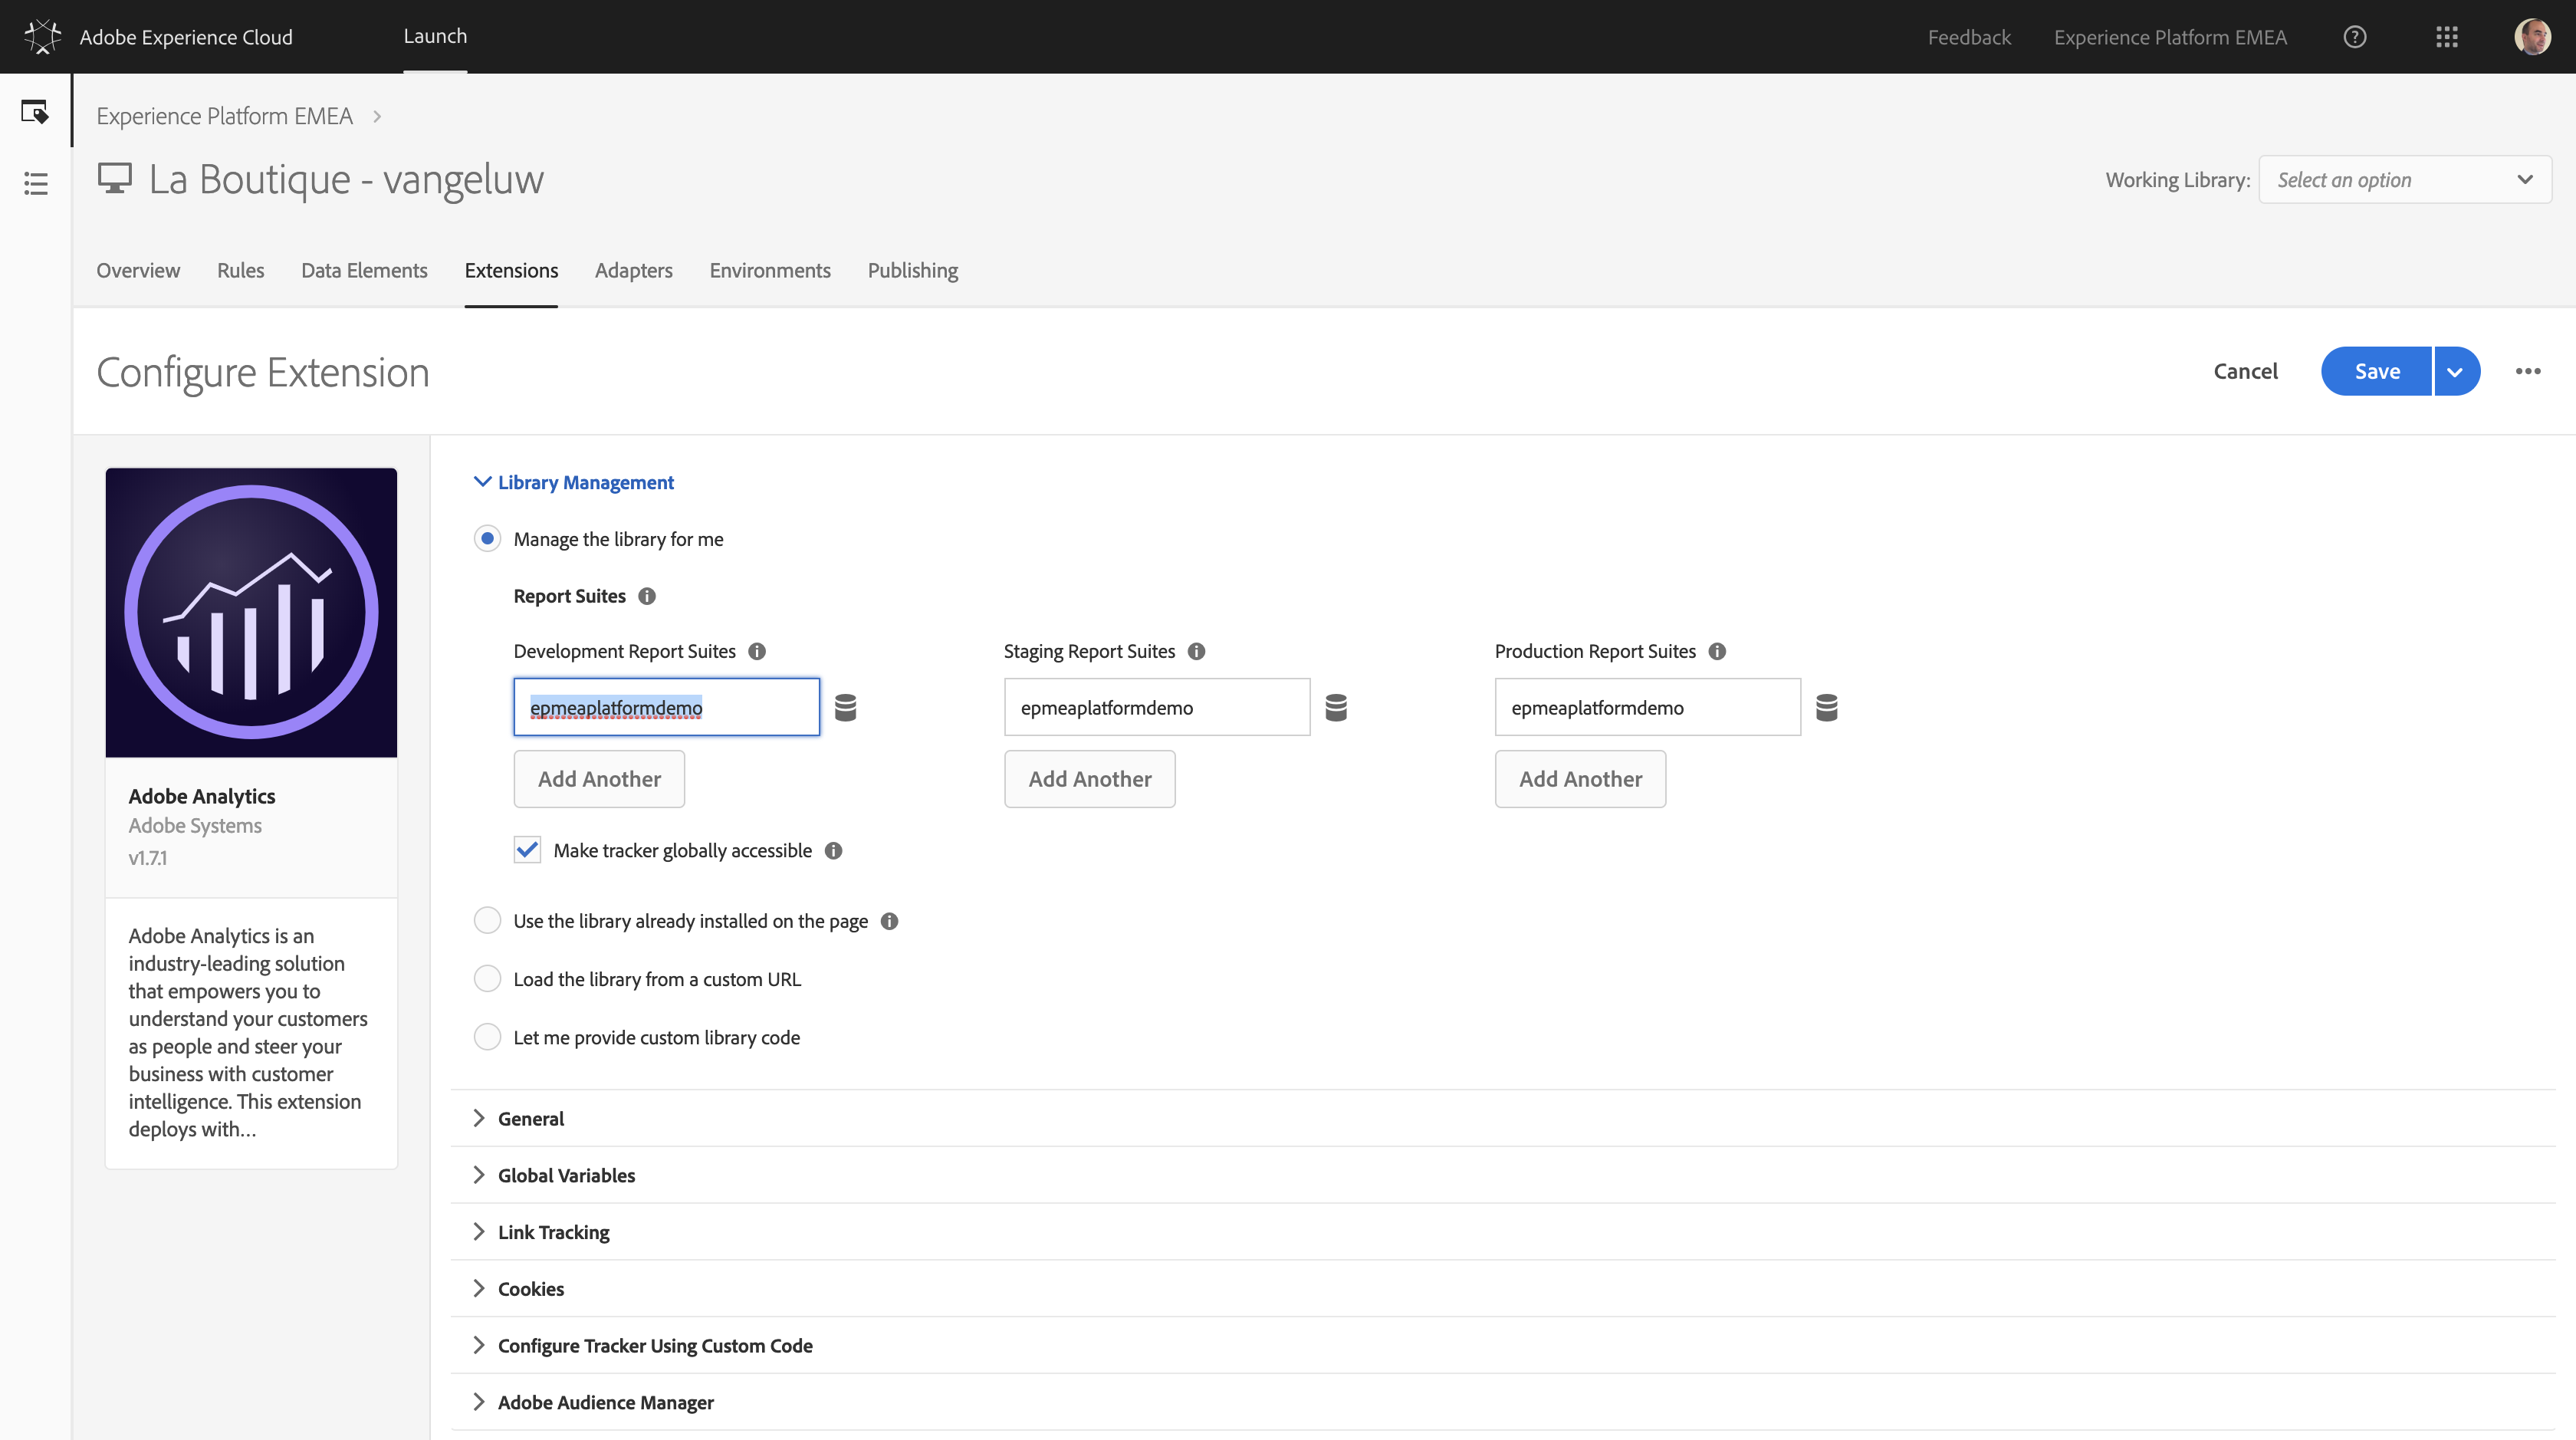 Adobe Experience Cloud
Launch
Feedback
Experience Platform EMEA
Experience Platform EMEA
La Boutique - vangeluw
Working Library: Select an option
Overview Rules Data Elements Extensions Adapters Environments Publishing
Configure Extension
Cancel
Save
Adobe Analytics
Adobe Systems
v1.7.1
Adobe Analytics is an
industry-leading solution
that empowers you to
understand your customers
as people and steer your
business with customer
intelligence. This extension
deploys with...
Library Management
Manage the library for me
Report Suites
Development Report Suites
Staging Report Suites
Production Report Suites
epmeaplatformdemo
epmeaplatformdemo
epmeaplatformdemo
Add Another
Add Another
Add Another
Make tracker globally accessible
Use the library already installed on the page
Load the library from a custom URL
Let me provide custom library code
General
Global Variables
Link Tracking
Cookies
Configure Tracker Using Custom Code
Adobe Audience Manager